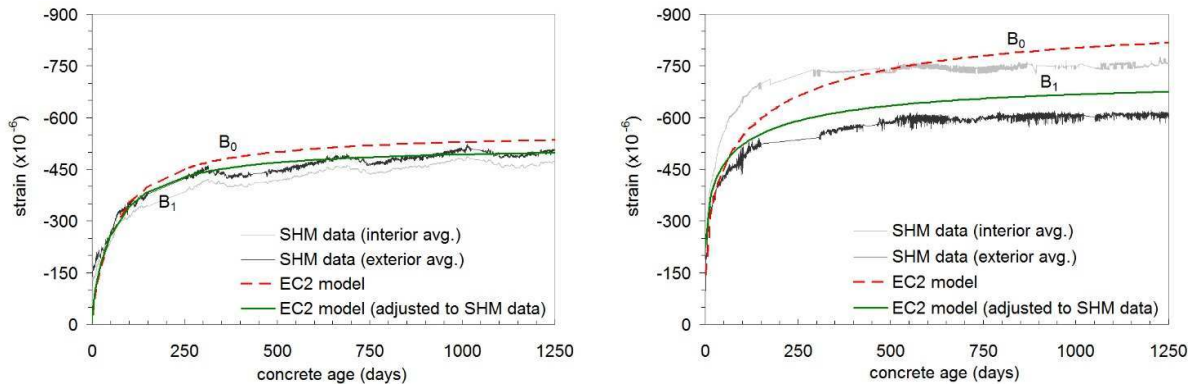 -900
-750
-600
-450
-300
-150
0
strain (x10⁻⁶)
B₀
B₁
SHM data (interior avg.)
SHM data (exterior avg.)
EC2 model
EC2 model (adjusted to SHM data)
0 250 500 750 1000 1250
concrete age (days)
-900
-750
-600
-450
-300
-150
0
strain (x10⁻⁶)
B₀
B₁
SHM data (interior avg.)
SHM data (exterior avg.)
EC2 model
EC2 model (adjusted to SHM data)
0 250 500 750 1000 1250
concrete age (days)